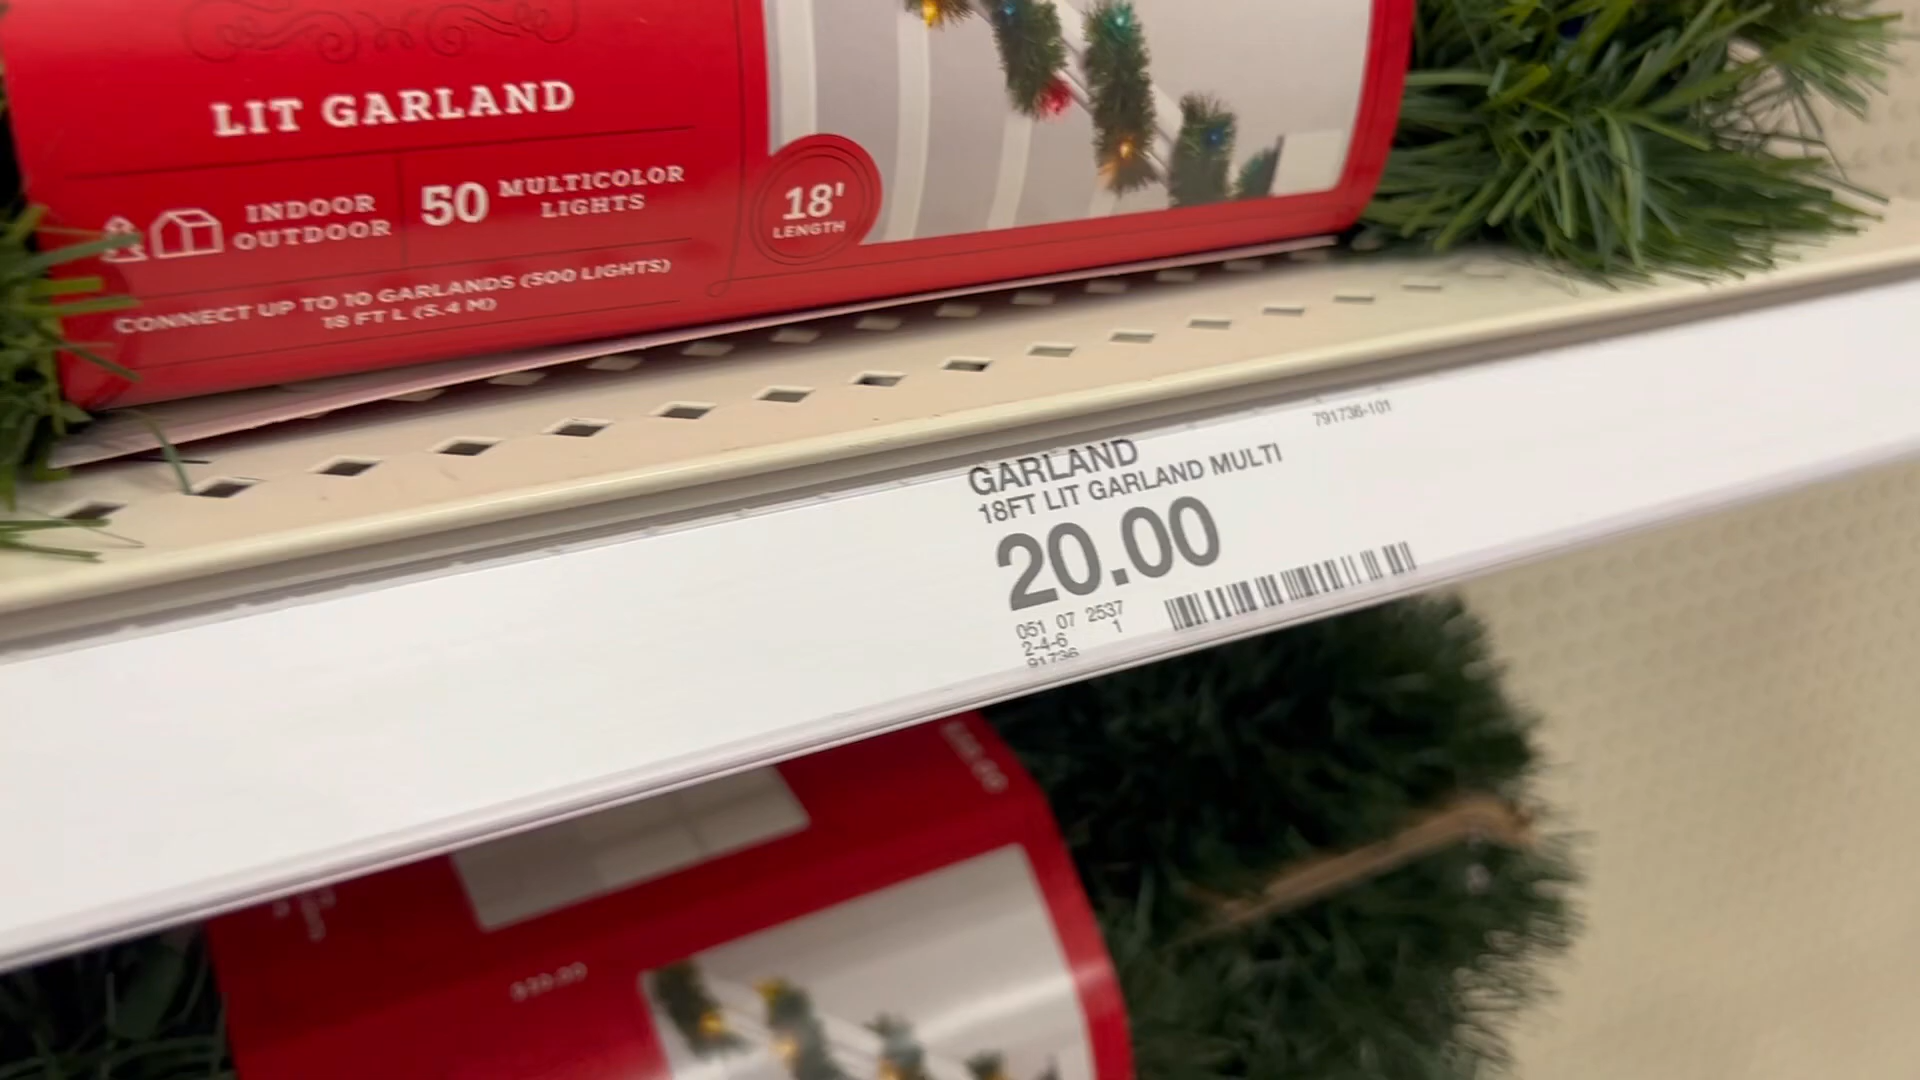 LIT GARLAND
INDOOR
OUTDOOR
50 MULTICOLOR
LIGHTS
CONNECT UP TO 10 GARLANDS (500 LIGHTS)
18 FT L (5.4 M)
18'
LENGTH
791736-101
GARLAND
18FT LIT GARLAND MULTI
20.00
051 07 2537
2-4-6 1
91736